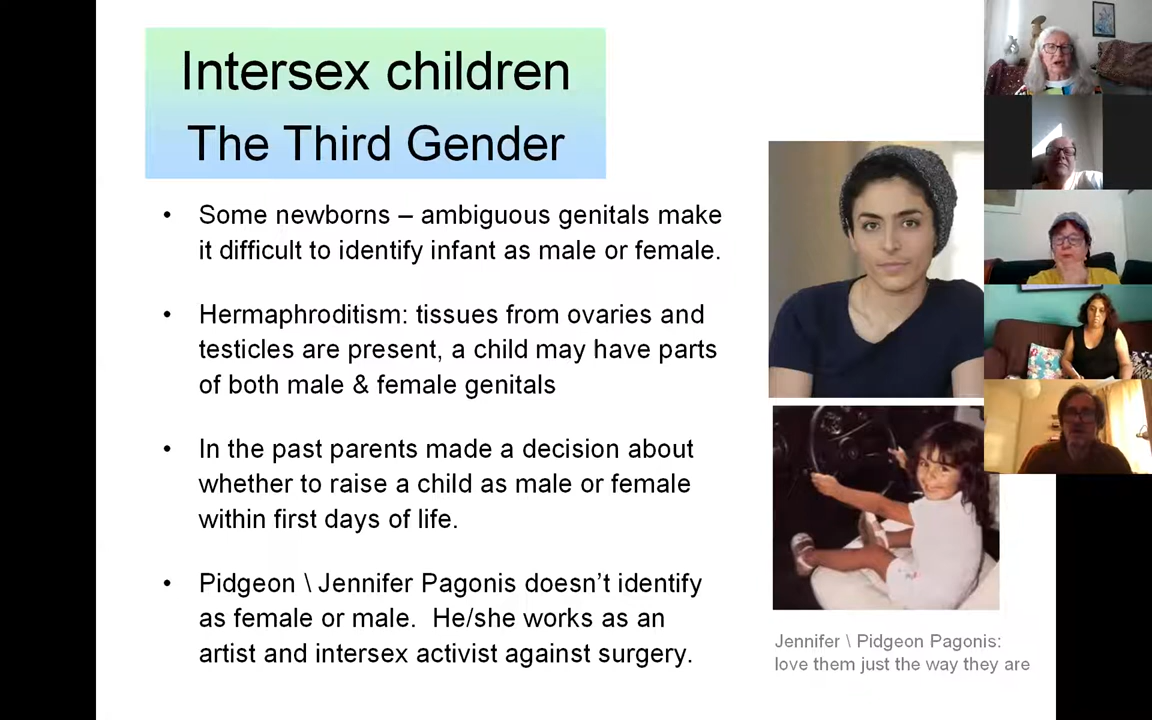 Intersex children
The Third Gender
• Some newborns – ambiguous genitals make
it difficult to identify infant as male or female.
• Hermaphroditism: tissues from ovaries and
testicles are present, a child may have parts
of both male & female genitals
• In the past parents made a decision about
whether to raise a child as male or female
within first days of life.
• Pidgeon \ Jennifer Pagonis doesn’t identify
as female or male. He/she works as an
artist and intersex activist against surgery.
Jennifer \ Pidgeon Pagonis:
love them just the way they are